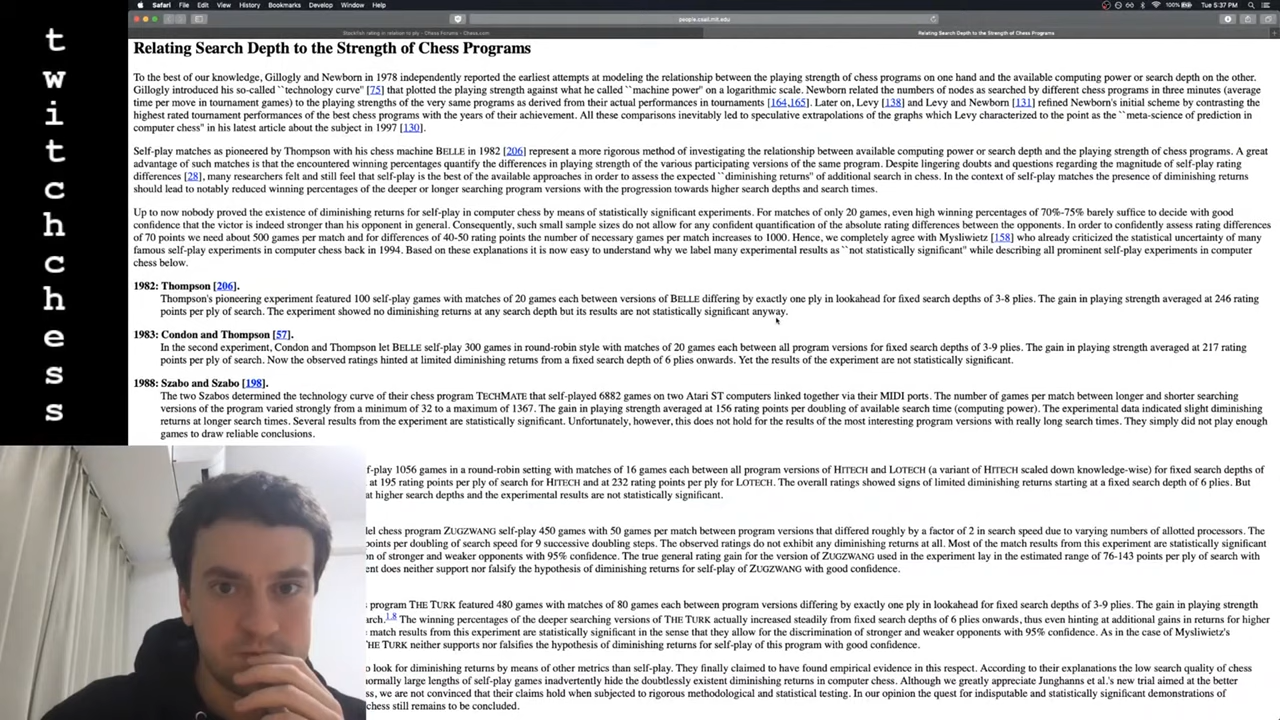 Safari File Edit View History Bookmarks Develop Window Help
100% Tue 5:37 PM
people.csail.mit.edu
Stockfish rating in relation to ply - Chess Forums - Chess.com
Relating Search Depth to the Strength of Chess Programs
twitchchess
Relating Search Depth to the Strength of Chess Programs
To the best of our knowledge, Gillogly and Newborn in 1978 independently reported the earliest attempts at modeling the relationship between the playing strength of chess programs on one hand and the available computing power or search depth on the other.
Gillogly introduced his so-called ``technology curve'' [75] that plotted the playing strength against what he called ``machine power'' on a logarithmic scale. Newborn related the numbers of nodes as searched by different chess programs in three minutes (average
time per move in tournament games) to the playing strengths of the very same programs as derived from their actual performances in tournaments [164,165]. Later on, Levy [138] and Levy and Newborn [131] refined Newborn's initial scheme by contrasting the
highest rated tournament performances of the best chess programs with the years of their achievement. All these comparisons inevitably led to speculative extrapolations of the graphs which Levy characterized to the point as the ``meta-science of prediction in
computer chess'' in his latest article about the subject in 1997 [130].
Self-play matches as pioneered by Thompson with his chess machine BELLE in 1982 [206] represent a more rigorous method of investigating the relationship between available computing power or search depth and the playing strength of chess programs. A great
advantage of such matches is that the encountered winning percentages quantify the differences in playing strength of the various participating versions of the same program. Despite lingering doubts and questions regarding the magnitude of self-play rating
differences [28], many researchers felt and still feel that self-play is the best of the available approaches in order to assess the expected ``diminishing returns'' of additional search in chess. In the context of self-play matches the presence of diminishing returns
should lead to notably reduced winning percentages of the deeper or longer searching program versions with the progression towards higher search depths and search times.
Up to now nobody proved the existence of diminishing returns for self-play in computer chess by means of statistically significant experiments. For matches of only 20 games, even high winning percentages of 70%-75% barely suffice to decide with good
confidence that the victor is indeed stronger than his opponent in general. Consequently, such small sample sizes do not allow for any confident quantification of the absolute rating differences between the opponents. In order to confidently assess rating differences
of 70 points we need about 500 games per match and for differences of 40-50 rating points the number of necessary games per match increases to 1000. Hence, we completely agree with Mysliwietz [158] who already criticized the statistical uncertainty of many
famous self-play experiments in computer chess back in 1994. Based on these explanations it is now easy to understand why we label many experimental results as ``not statistically significant'' while describing all prominent self-play experiments in computer
chess below.
1982: Thompson [206].
Thompson's pioneering experiment featured 100 self-play games with matches of 20 games each between versions of BELLE differing by exactly one ply in lookahead for fixed search depths of 3-8 plies. The gain in playing strength averaged at 246 rating
points per ply of search. The experiment showed no diminishing returns at any search depth but its results are not statistically significant anyway.
1983: Condon and Thompson [57].
In the second experiment, Condon and Thompson let BELLE self-play 300 games in round-robin style with matches of 20 games each between all program versions for fixed search depths of 3-9 plies. The gain in playing strength averaged at 217 rating
points per ply of search. Now the observed ratings hinted at limited diminishing returns from a fixed search depth of 6 plies onwards. Yet the results of the experiment are not statistically significant.
1988: Szabo and Szabo [198].
The two Szabos determined the technology curve of their chess program TECHMATE that self-played 6882 games on two Atari ST computers linked together via their MIDI ports. The number of games per match between longer and shorter searching
versions of the program varied strongly from a minimum of 32 to a maximum of 1367. The gain in playing strength averaged at 156 rating points per doubling of available search time (computing power). The experimental data indicated slight diminishing
returns at longer search times. Several results from the experiment are statistically significant. Unfortunately, however, this does not hold for the results of the most interesting program versions with really long search times. They simply did not play enough
games to draw reliable conclusions.
f-play 1056 games in a round-robin setting with matches of 16 games each between all program versions of HITECH and LOTECH (a variant of HITECH scaled down knowledge-wise) for fixed search depths of
at 195 rating points per ply of search for HITECH and at 232 rating points per ply for LOTECH. The overall ratings showed signs of limited diminishing returns starting at a fixed search depth of 6 plies. But
at higher search depths and the experimental results are not statistically significant.
el chess program ZUGZWANG self-play 450 games with 50 games per match between program versions that differed roughly by a factor of 2 in search speed due to varying numbers of allotted processors. The
points per doubling of search speed for 9 successive doubling steps. The observed ratings do not exhibit any diminishing returns at all. Most of the match results from this experiment are statistically significant
on of stronger and weaker opponents with 95% confidence. The true general rating gain for the version of ZUGZWANG used in the experiment lay in the estimated range of 76-143 points per ply of search with
ent does neither support nor falsify the hypothesis of diminishing returns for self-play of ZUGZWANG with good confidence.
program THE TURK featured 480 games with matches of 80 games each between program versions differing by exactly one ply in lookahead for fixed search depths of 3-9 plies. The gain in playing strength
arch.1.8 The winning percentages of the deeper searching versions of THE TURK actually increased steadily from fixed search depths of 6 plies onwards, thus even hinting at additional gains in returns for higher
match results from this experiment are statistically significant in the sense that they allow for the discrimination of stronger and weaker opponents with 95% confidence. As in the case of Mysliwietz's
HE TURK neither supports nor falsifies the hypothesis of diminishing returns for self-play of this program with good confidence.
o look for diminishing returns by means of other metrics than self-play. They finally claimed to have found empirical evidence in this respect. According to their explanations the low search quality of chess
normally large lengths of self-play games inadvertently hide the doubtlessly existent diminishing returns in computer chess. Although we greatly appreciate Junghanns et al.'s new trial aimed at the better
ss, we are not convinced that their claims hold when subjected to rigorous methodological and statistical testing. In our opinion the quest for indisputable and statistically significant demonstrations of
chess still remains to be concluded.